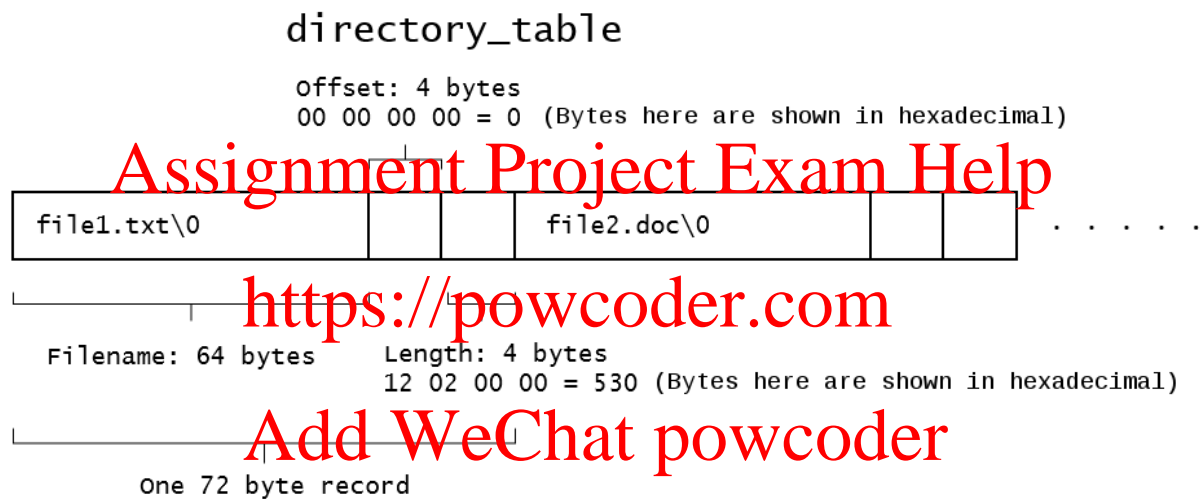 directory_table
Offset: 4 bytes
00 00 00 00 = 0 (Bytes here are shown in hexadecimal)
Assignment Project Exam Help
file1.txt\0 file2.doc\0 . . . . .
https://powcoder.com
Filename: 64 bytes Length: 4 bytes
12 02 00 00 = 530 (Bytes here are shown in hexadecimal)
Add WeChat powcoder
One 72 byte record